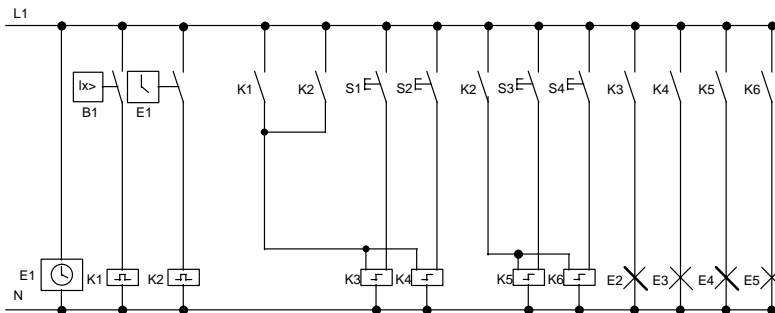 L1
Ix> K1 K2 S1 S2 K2 S3 S4 K3 K4 K5 K6
B1 E1
E1 K1 K2 K3 K4 K5 K6 E2 E3 E4 E5
N